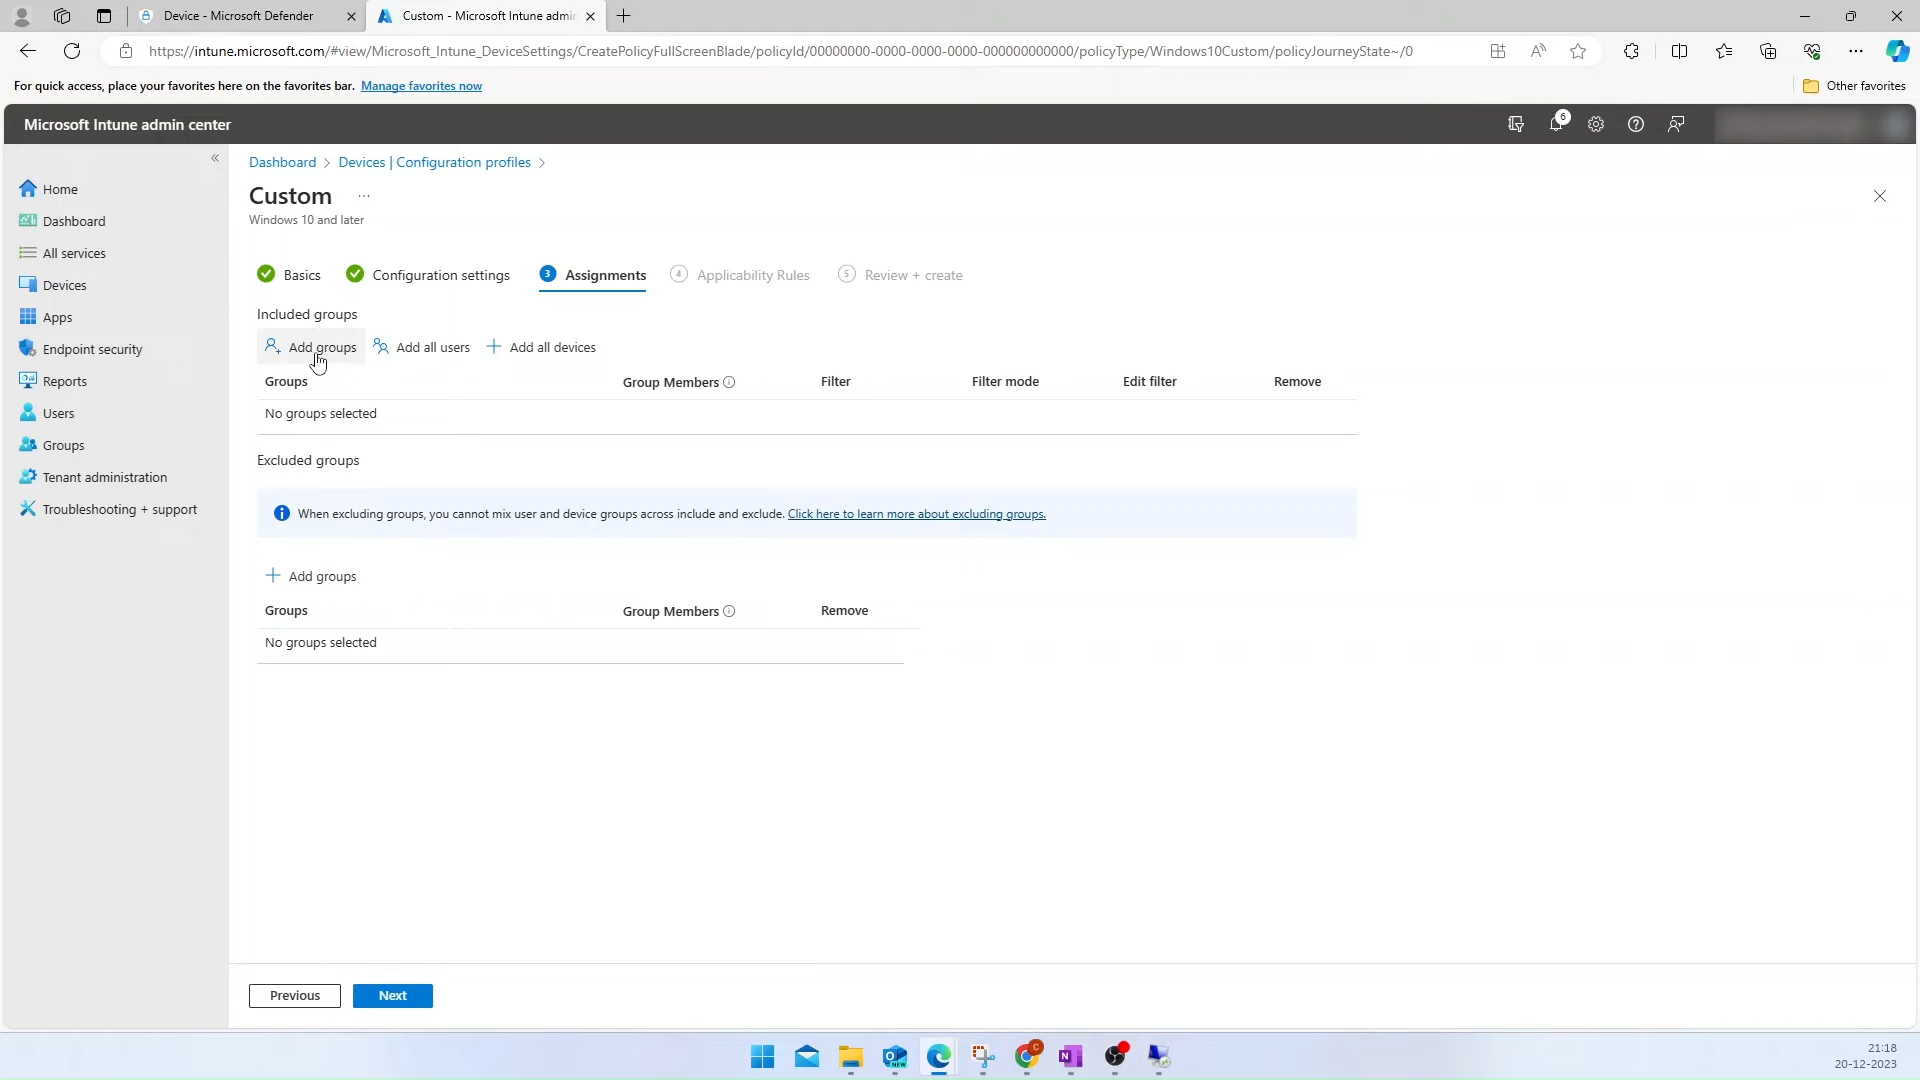 Device - Microsoft Defender
Custom - Microsoft Intune admi
https://intune.microsoft.com/#view/Microsoft_Intune_DeviceSettings/CreatePolicyFullScreenBlade/policyId/00000000-0000-0000-0000-000000000000/policyType/Windows10Custom/policyJourneyState~/0
For quick access, place your favorites here on the favorites bar. Manage favorites now
Other favorites
Microsoft Intune admin center
6
«
Home
Dashboard
All services
Devices
Apps
Endpoint security
Reports
Users
Groups
Tenant administration
Troubleshooting + support
Dashboard > Devices | Configuration profiles >
Custom ...
Windows 10 and later
Basics
Configuration settings
3 Assignments
4 Applicability Rules
5 Review + create
Included groups
Add groups
Add all users
Add all devices
Groups Group Members Filter Filter mode Edit filter Remove
No groups selected
Excluded groups
When excluding groups, you cannot mix user and device groups across include and exclude. Click here to learn more about excluding groups.
Add groups
Groups Group Members Remove
No groups selected
Previous
Next
21:18
20-12-2023